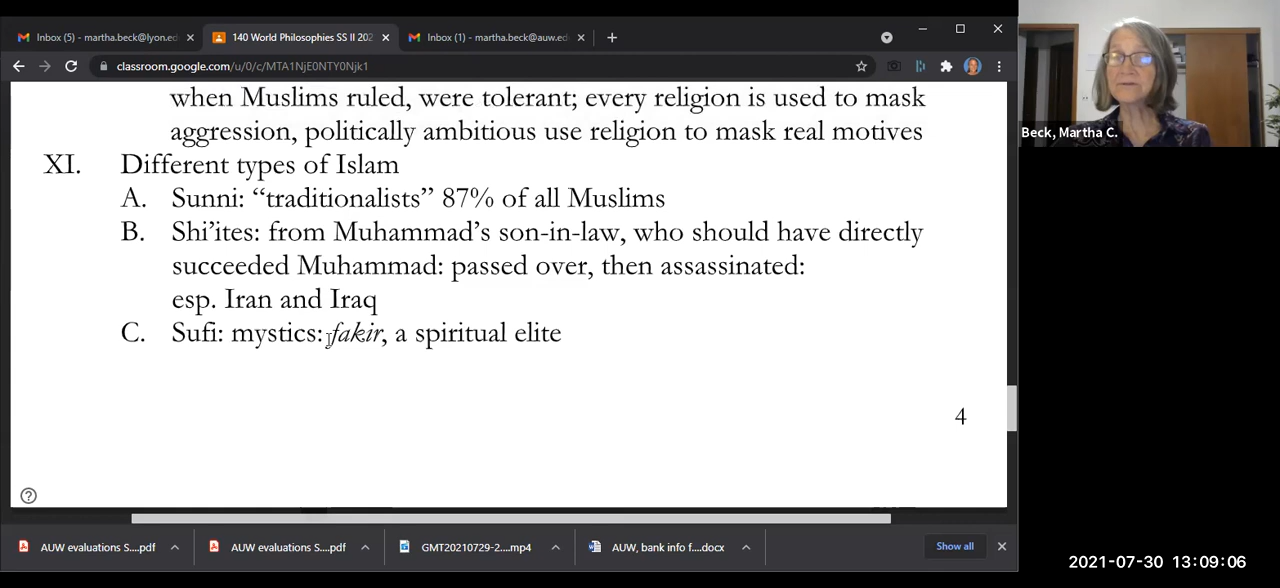 Inbox (5) - martha.beck@lyon.ed
140 World Philosophies SS II 202
Inbox (1) - martha.beck@auw.ed
classroom.google.com/u/0/c/MTA1NjE0NTY0Njk1
when Muslims ruled, were tolerant; every religion is used to mask
aggression, politically ambitious use religion to mask real motives
XI. Different types of Islam
A. Sunni: “traditionalists” 87% of all Muslims
B. Shi’ites: from Muhammad’s son-in-law, who should have directly
succeeded Muhammad: passed over, then assassinated:
esp. Iran and Iraq
C. Sufi: mystics: fakir, a spiritual elite
4
Beck, Martha C.
AUW evaluations S....pdf
AUW evaluations S....pdf
GMT20210729-2....mp4
AUW, bank info f....docx
Show all
2021-07-30 13:09:06